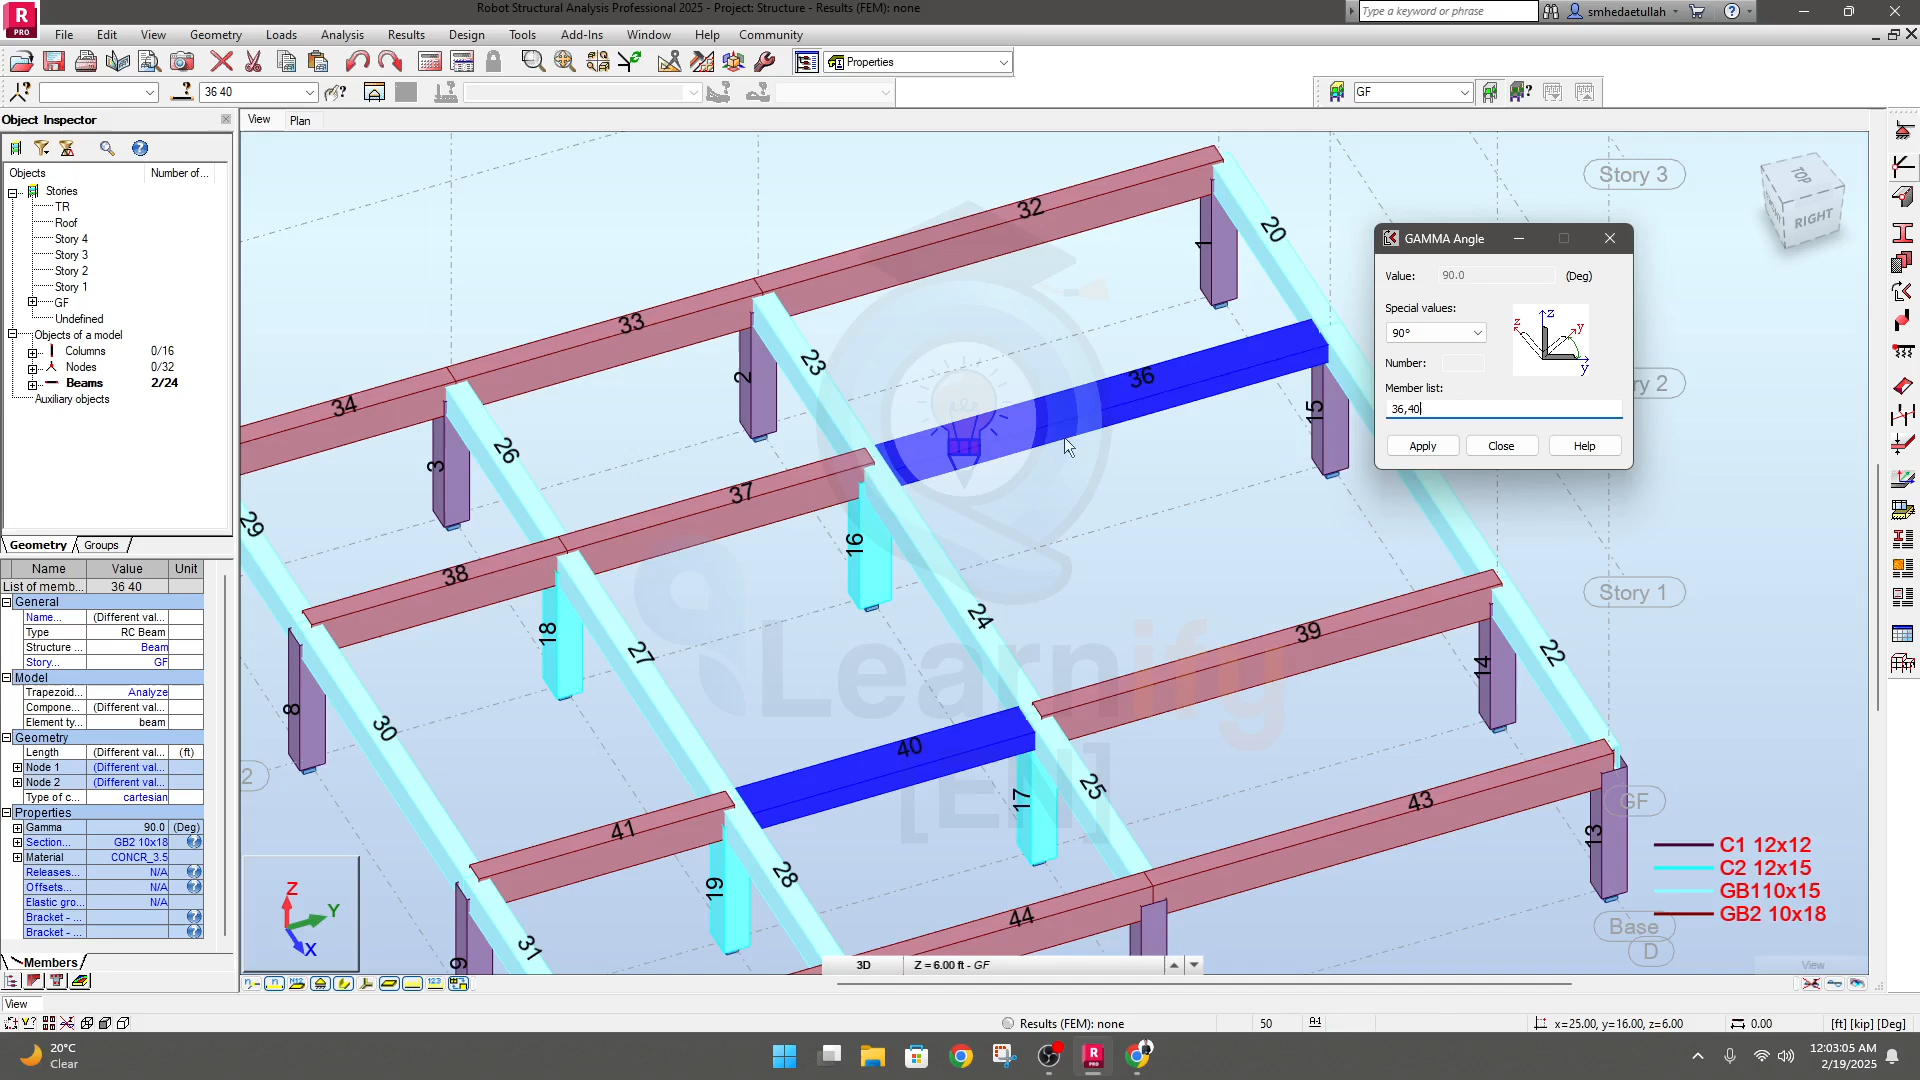 R
PRO
Robot Structural Analysis Professional 2025 - Project: Structure - Results (FEM): none
Type a keyword or phrase
smhedaetullah
File Edit View Geometry Loads Analysis Results Design Tools Add-Ins Window Help Community
Properties
36 40
GF
Object Inspector
View Plan
Objects Number of...
Stories
TR
Roof
Story 4
Story 3
Story 2
Story 1
GF
Undefined
Objects of a model
Columns 0/16
Nodes 0/32
Beams 2/24
Auxiliary objects
Geometry Groups
Name Value Unit
List of memb... 36 40
General
Name... (Different val...
Type RC Beam
Structure ... Beam
Story... GF
Model
Trapezoid... Analyze
Compone... (Different val...
Element ty... beam
Geometry
Length (Different val... (ft)
Node 1 (Different val...
Node 2 (Different val...
Type of c... cartesian
Properties
Gamma 90.0 (Deg)
Section... GB2 10x18
Material CONCR_3.5
Releases... N/A
Offsets... N/A
Elastic gro... N/A
Bracket - ...
Bracket - ...
Members
View
Story 3
TOP
RIGHT
32
20
1
33
23
2
34
26
3
36
15
37
16
29
38
18
24
27
39
14
22
Story 1
8
30
40
17
25
41
19
28
43
13
44
31
9
2
ry 2
GF
Base
D
Learnify
[EN]
GAMMA Angle
Value: 90.0 (Deg)
Special values:
90°
Number:
Member list:
36,40
Apply Close Help
z
z
y
y
C1 12x12
C2 12x15
GB110x15
GB2 10x18
Z
Y
X
3D Z = 6.00 ft - GF
View
Results (FEM): none
50
x=25.00, y=16.00, z=6.00
0.00
[ft] [kip] [Deg]
20°C
Clear
12:03:05 AM
2/19/2025